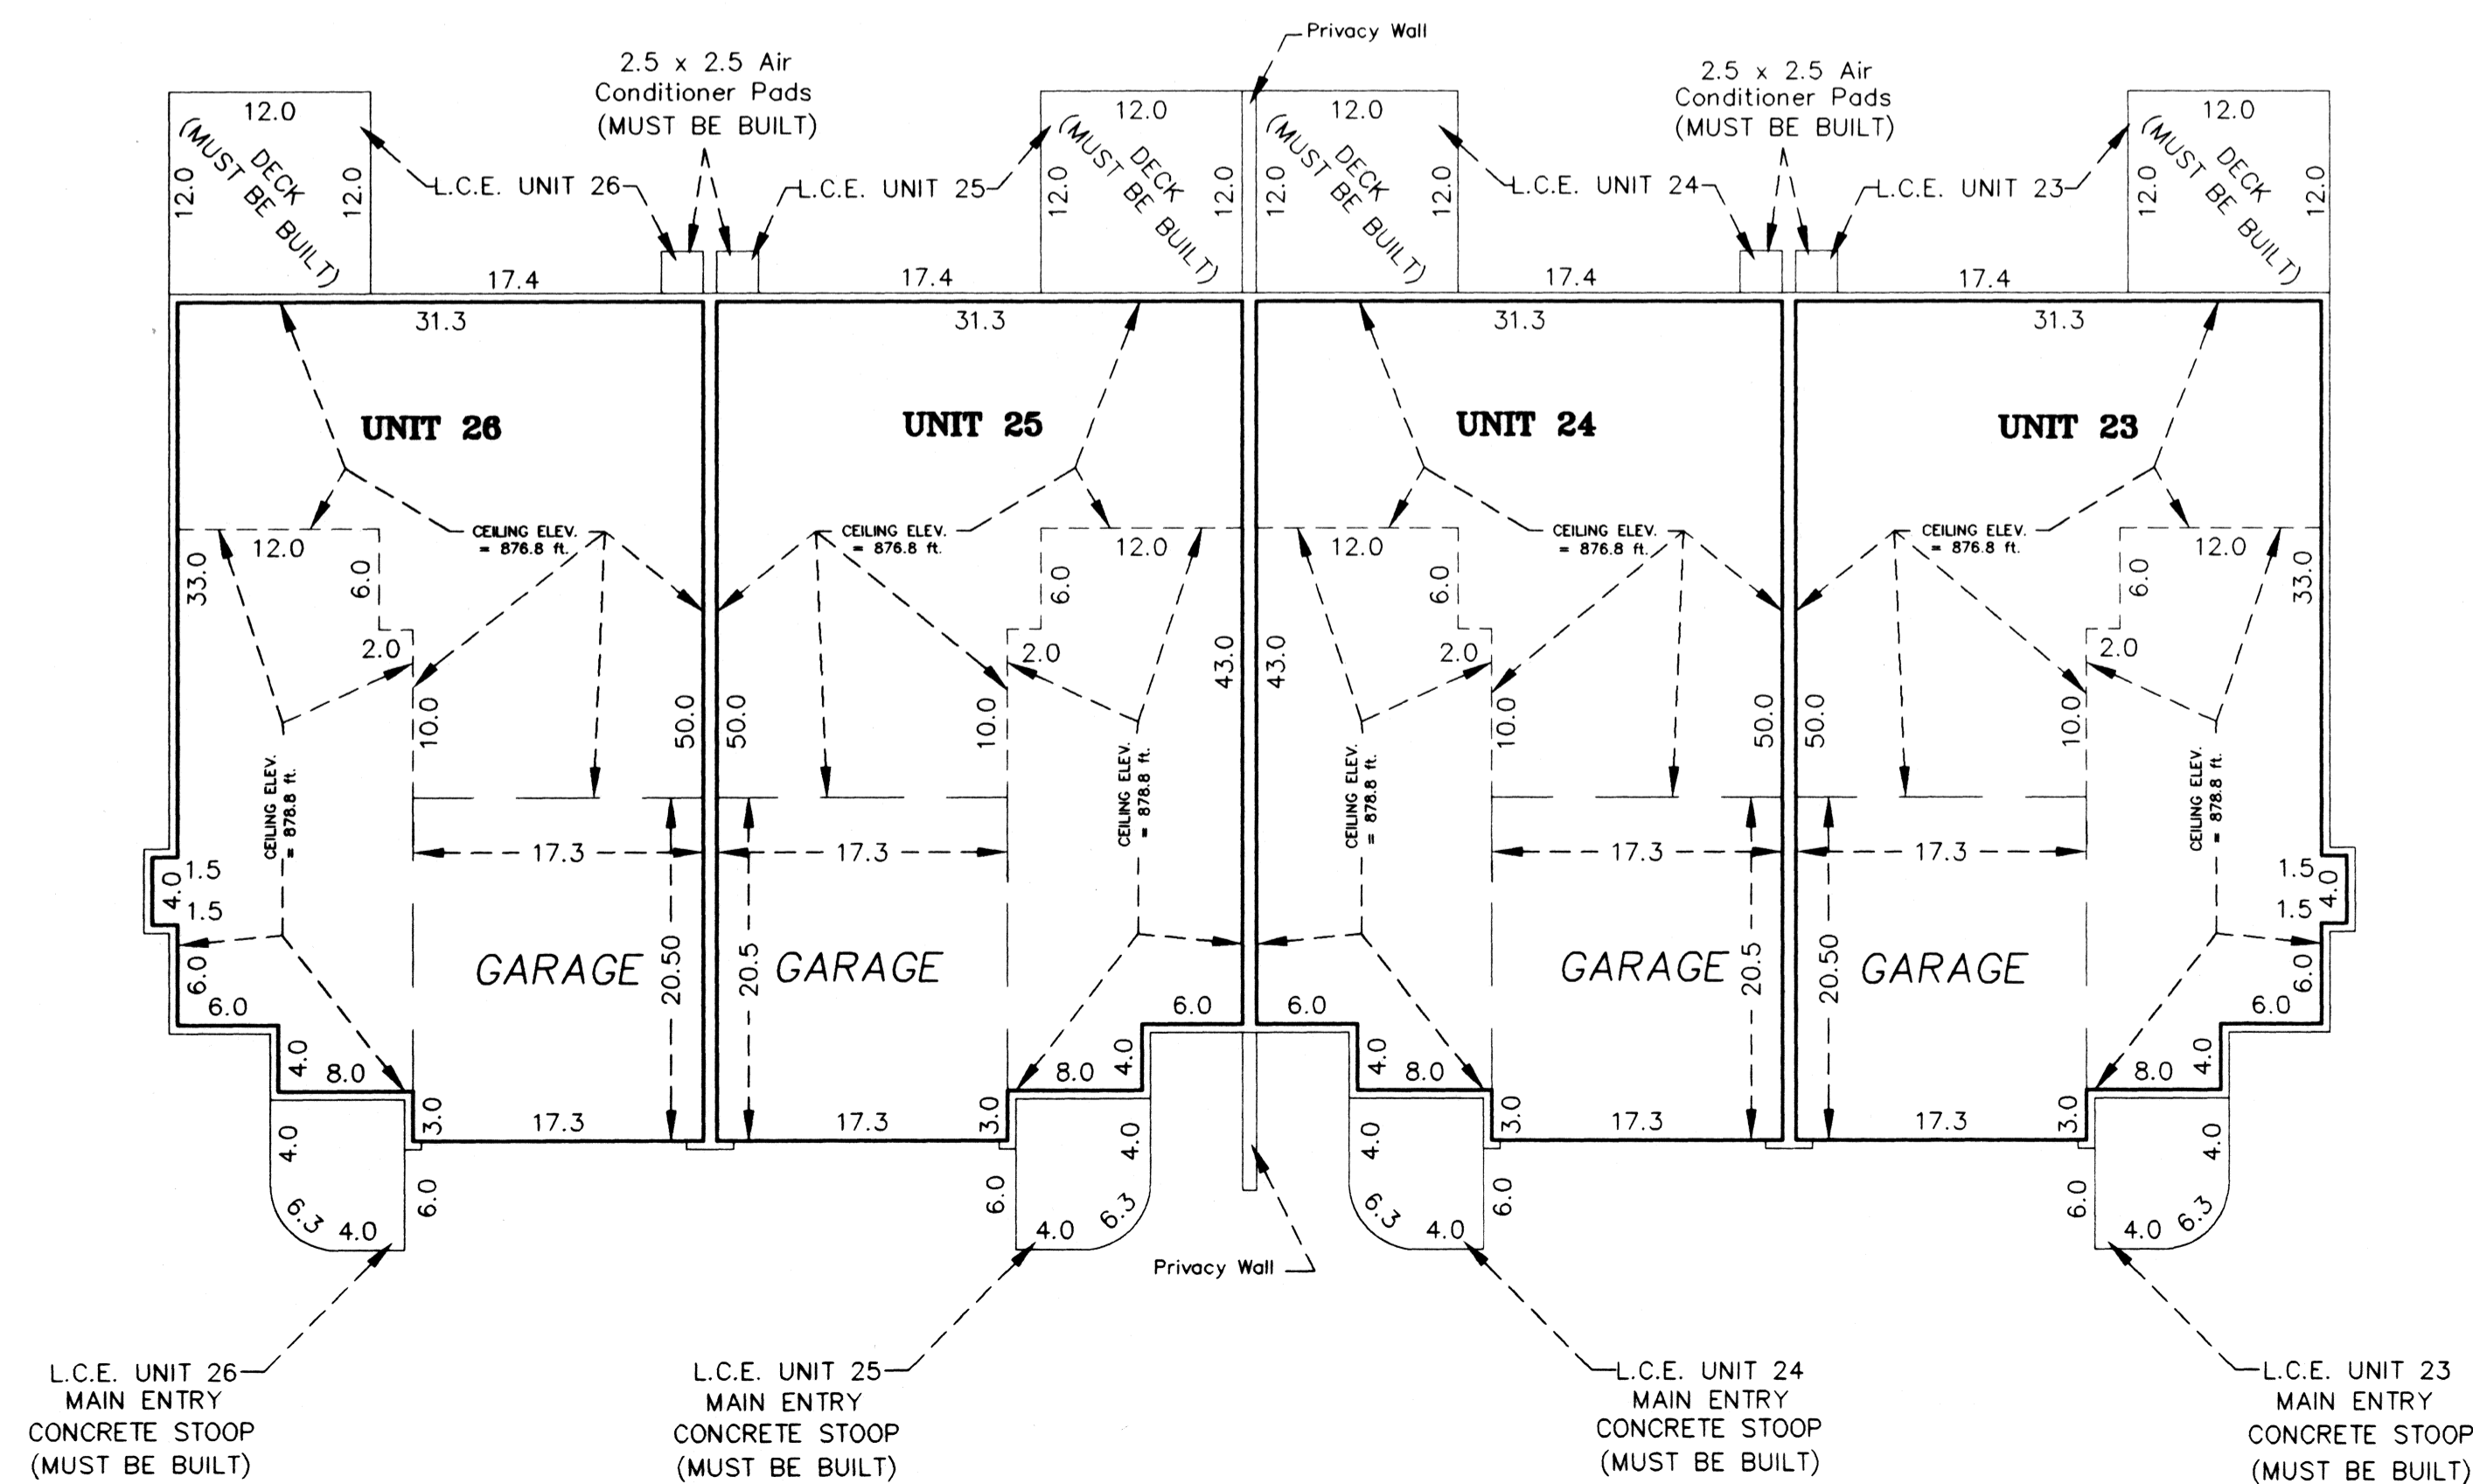 Privacy Wall
2.5 x 2.5 Air
Conditioner Pads
(MUST BE BUILT)
2.5 x 2.5 Air
Conditioner Pads
(MUST BE BUILT)
12.0
12.0
12.0
DECK
(MUST BE BUILT)
L.C.E. UNIT 26
L.C.E. UNIT 25
12.0
12.0
12.0
DECK
(MUST BE BUILT)
12.0
12.0
12.0
DECK
(MUST BE BUILT)
L.C.E. UNIT 24
L.C.E. UNIT 23
12.0
12.0
12.0
DECK
(MUST BE BUILT)
17.4
17.4
17.4
17.4
31.3
31.3
31.3
31.3
UNIT 26
UNIT 25
UNIT 24
UNIT 23
CEILING ELEV.
= 876.8 ft.
CEILING ELEV.
= 876.8 ft.
CEILING ELEV.
= 876.8 ft.
CEILING ELEV.
= 876.8 ft.
33.0
12.0
6.0
2.0
10.0
50.0
50.0
10.0
2.0
6.0
12.0
43.0
43.0
12.0
6.0
2.0
10.0
50.0
50.0
10.0
2.0
6.0
12.0
33.0
CEILING ELEV.
= 878.8 ft.
CEILING ELEV.
= 878.8 ft.
CEILING ELEV.
= 878.8 ft.
CEILING ELEV.
= 878.8 ft.
17.3
17.3
17.3
17.3
1.5
4.0
1.5
1.5
4.0
1.5
GARAGE
20.50
20.5
GARAGE
GARAGE
20.5
20.50
GARAGE
6.0
6.0
4.0
8.0
3.0
17.3
17.3
3.0
8.0
4.0
6.0
6.0
4.0
8.0
3.0
17.3
17.3
3.0
8.0
4.0
6.0
6.0
4.0
6.3
4.0
6.0
6.0
4.0
6.3
4.0
4.0
6.3
4.0
6.0
6.0
4.0
6.3
4.0
Privacy Wall
L.C.E. UNIT 26
MAIN ENTRY
CONCRETE STOOP
(MUST BE BUILT)
L.C.E. UNIT 25
MAIN ENTRY
CONCRETE STOOP
(MUST BE BUILT)
L.C.E. UNIT 24
MAIN ENTRY
CONCRETE STOOP
(MUST BE BUILT)
L.C.E. UNIT 23
MAIN ENTRY
CONCRETE STOOP
(MUST BE BUILT)